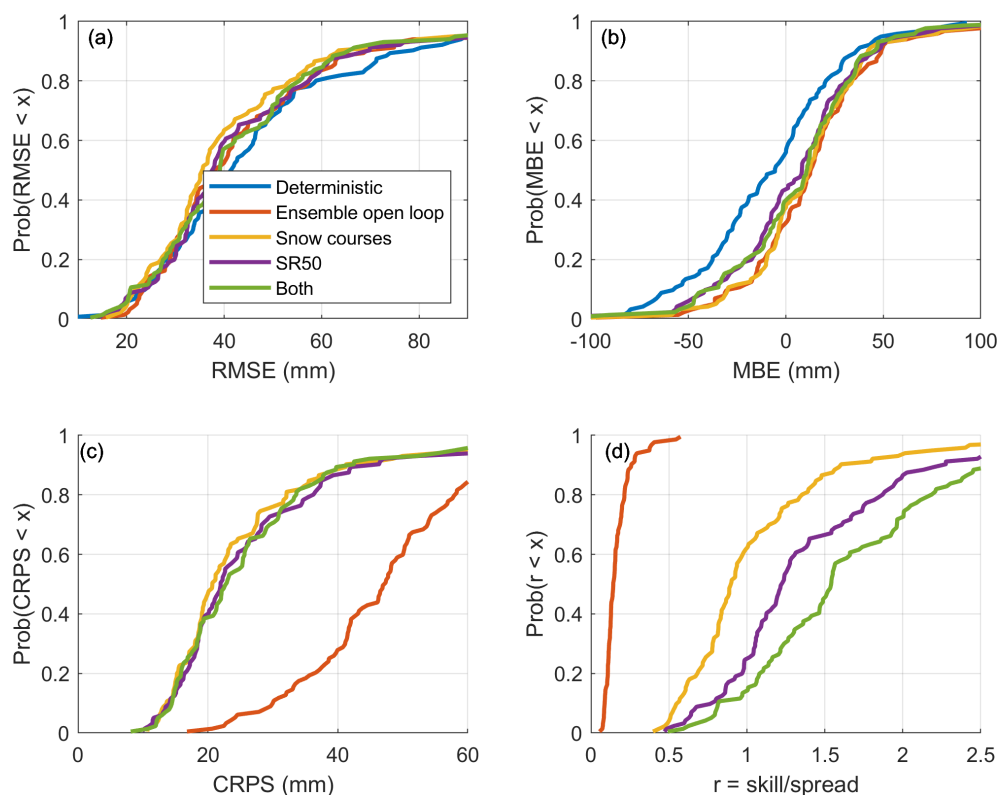 (a)
Prob(RMSE < x)
1
0.8
0.6
0.4
0.2
0
20
40
60
80
RMSE (mm)
Deterministic
Ensemble open loop
Snow courses
SR50
Both
(b)
Prob(MBE < x)
1
0.8
0.6
0.4
0.2
0
-100
-50
0
50
100
MBE (mm)
(c)
Prob(CRPS < x)
1
0.8
0.6
0.4
0.2
0
0
20
40
60
CRPS (mm)
(d)
Prob(r < x)
1
0.8
0.6
0.4
0.2
0
0
0.5
1
1.5
2
2.5
r = skill/spread